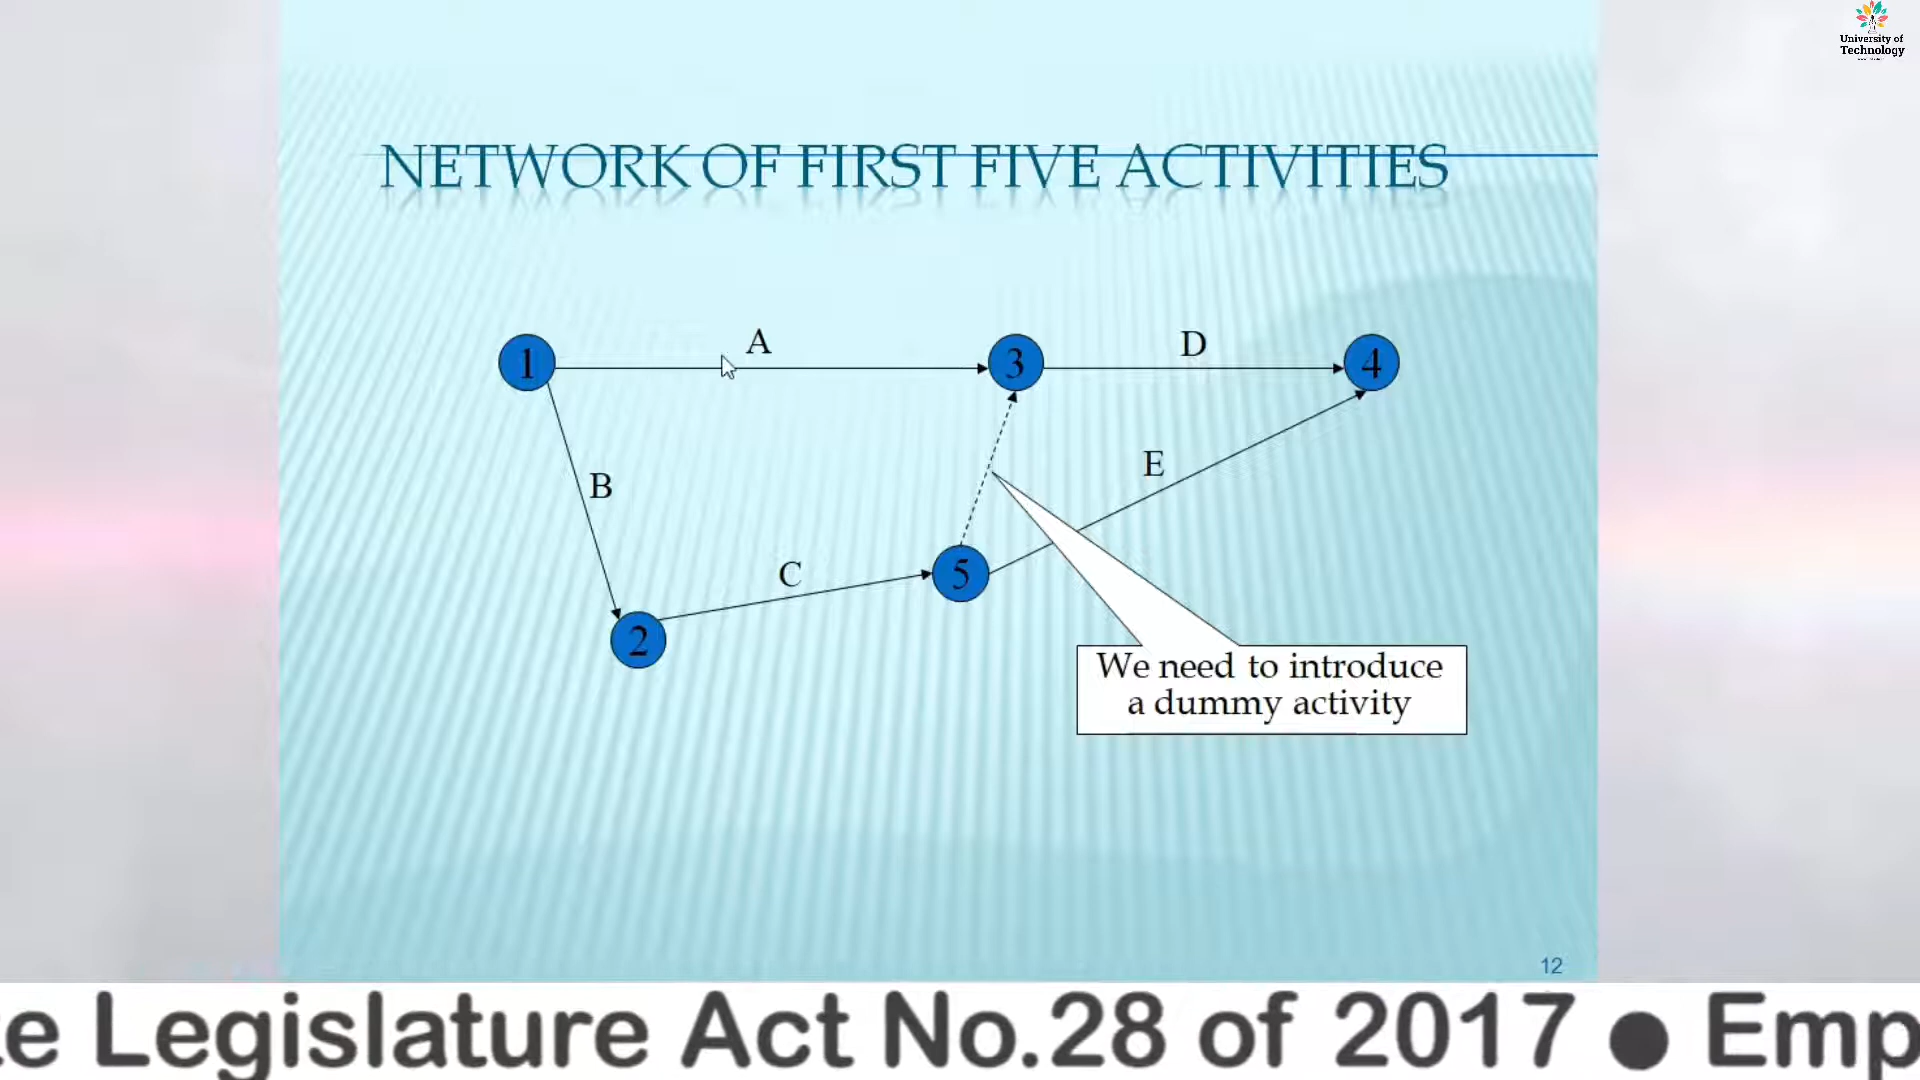 University of
Technology
NETWORK OF FIRST FIVE ACTIVITIES
A
D
1
3
4
E
B
C
5
2
We need to introduce
a dummy activity
12
te Legislature Act No.28 of 2017 ● Emp